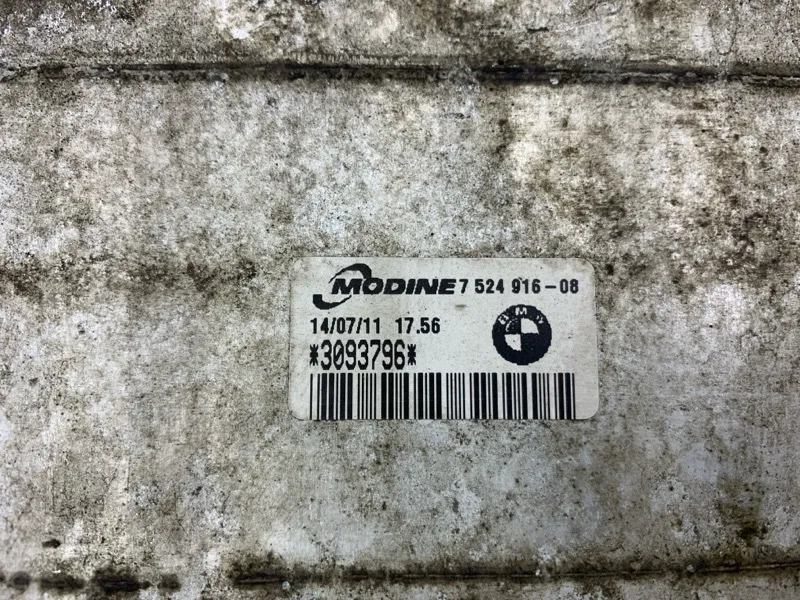 MODINE 7 524 916-08
14/07/11 17.56
BMW
*3093796*